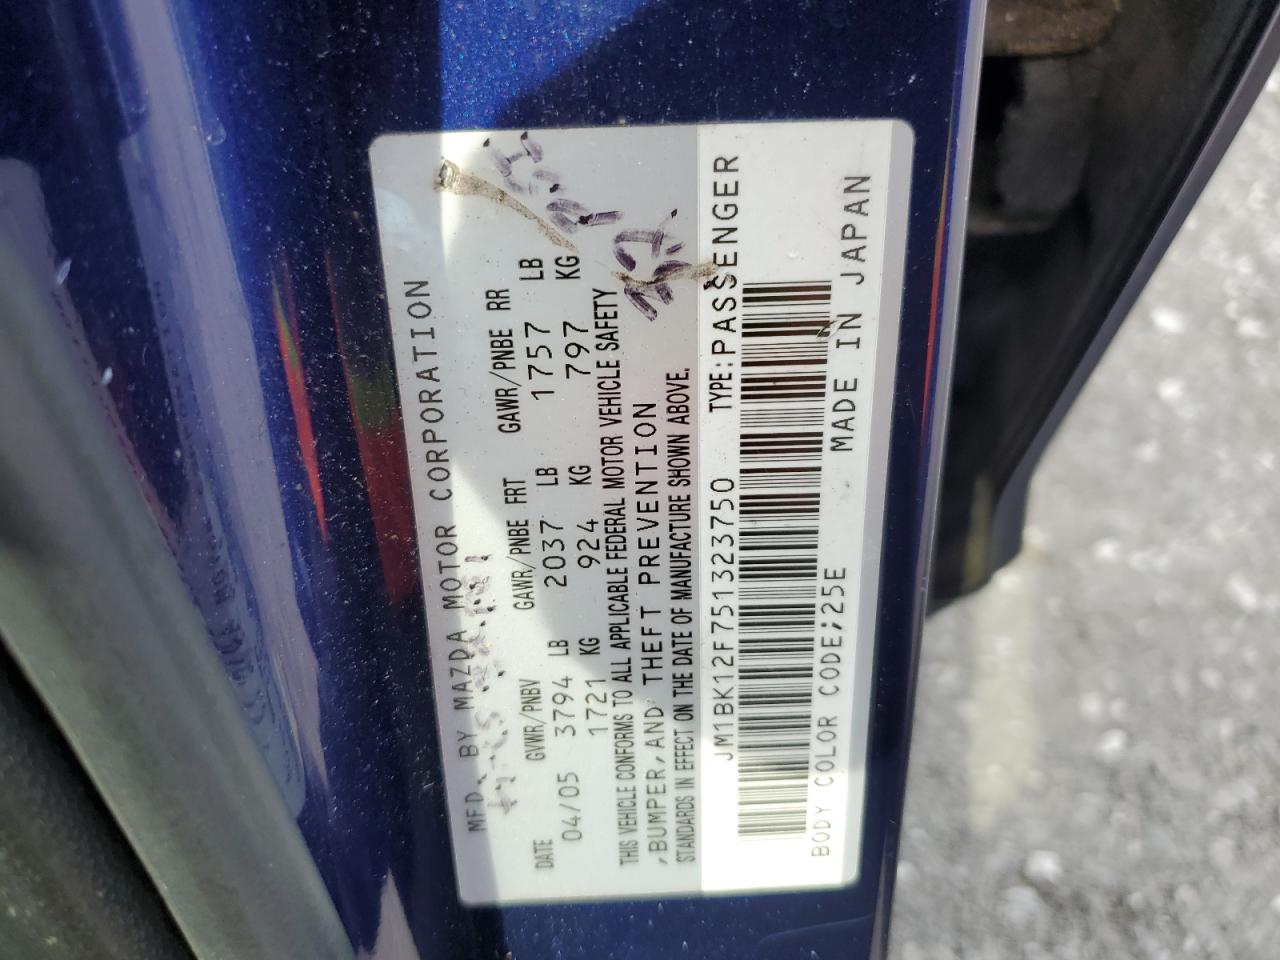 MFD. BY MAZDA MOTOR CORPORATION
DATE GVWR/PNBV GAWR/PNBE FRT GAWR/PNBE RR
04/05 3794 LB 2037 LB 1757 LB
1721 KG 924 KG 797 KG
THIS VEHICLE CONFORMS TO ALL APPLICABLE FEDERAL MOTOR VEHICLE SAFETY
,BUMPER,AND THEFT PREVENTION
STANDARDS IN EFFECT ON THE DATE OF MANUFACTURE SHOWN ABOVE.
JM1BK12F751323750 TYPE:PASSENGER
BODY COLOR CODE;25E MADE IN JAPAN